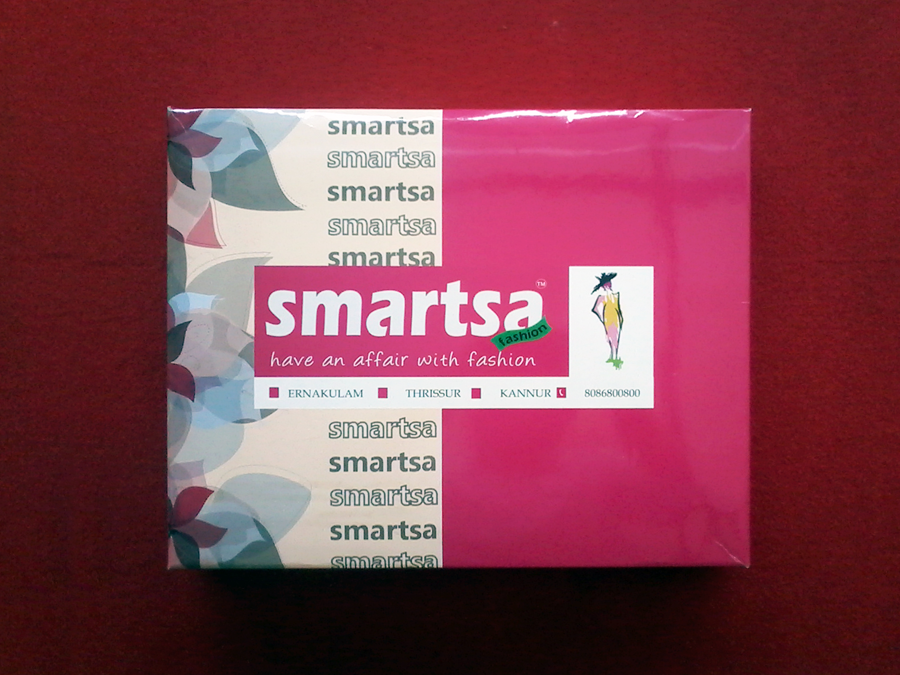 smartsa
smartsa
smartsa
smartsa
smartsa
smartsa™
fashion
have an affair with fashion
ERNAKULAM THRISSUR KANNUR 8086800800
smartsa
smartsa
smartsa
smartsa
smartsa